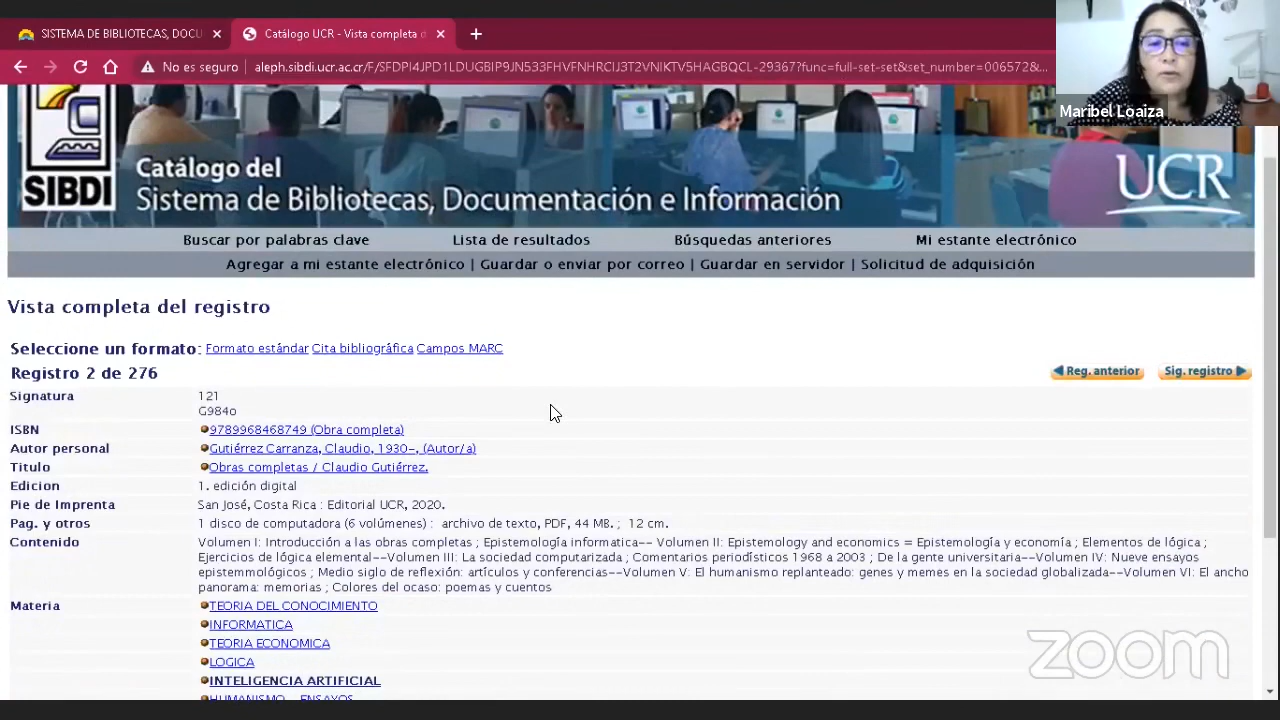 SISTEMA DE BIBLIOTECAS, DOCU
Catálogo UCR - Vista completa d
No es seguro
aleph.sibdi.ucr.ac.cr/F/SFDPI4JPD1LDUGBIP9JN533FHVFNHRCIJ3T2VNIKTV5HAGBQCL-29367?func=full-set-set&set_number=006572&...
Maribel Loaiza
SIBDI
Catálogo del
Sistema de Bibliotecas, Documentación e Información
UCR
Buscar por palabras clave Lista de resultados Búsquedas anteriores Mi estante electrónico
Agregar a mi estante electrónico | Guardar o enviar por correo | Guardar en servidor | Solicitud de adquisición
Vista completa del registro
Seleccione un formato: Formato estándar Cita bibliográfica Campos MARC
Registro 2 de 276 Reg. anterior Sig. registro
Signatura 121
G984o
ISBN 9789968468749 (Obra completa)
Autor personal Gutiérrez Carranza, Claudio, 1930-, (Autor/a)
Titulo Obras completas / Claudio Gutiérrez.
Edicion 1. edición digital
Pie de Imprenta San José, Costa Rica : Editorial UCR, 2020.
Pag. y otros 1 disco de computadora (6 volúmenes) : archivo de texto, PDF, 44 MB. ; 12 cm.
Contenido Volumen I: Introducción a las obras completas ; Epistemología informatica-- Volumen II: Epistemology and economics = Epistemología y economía ; Elementos de lógica ;
Ejercicios de lógica elemental--Volumen III: La sociedad computarizada ; Comentarios periodísticos 1968 a 2003 ; De la gente universitaria--Volumen IV: Nueve ensayos
epistemmológicos ; Medio siglo de reflexión: artículos y conferencias--Volumen V: El humanismo replanteado: genes y memes en la sociedad globalizada--Volumen VI: El ancho
panorama: memorias ; Colores del ocaso: poemas y cuentos
Materia TEORIA DEL CONOCIMIENTO
INFORMATICA
TEORIA ECONOMICA
LOGICA
INTELIGENCIA ARTIFICIAL
HUMANISMO - ENSAYOS
zoom